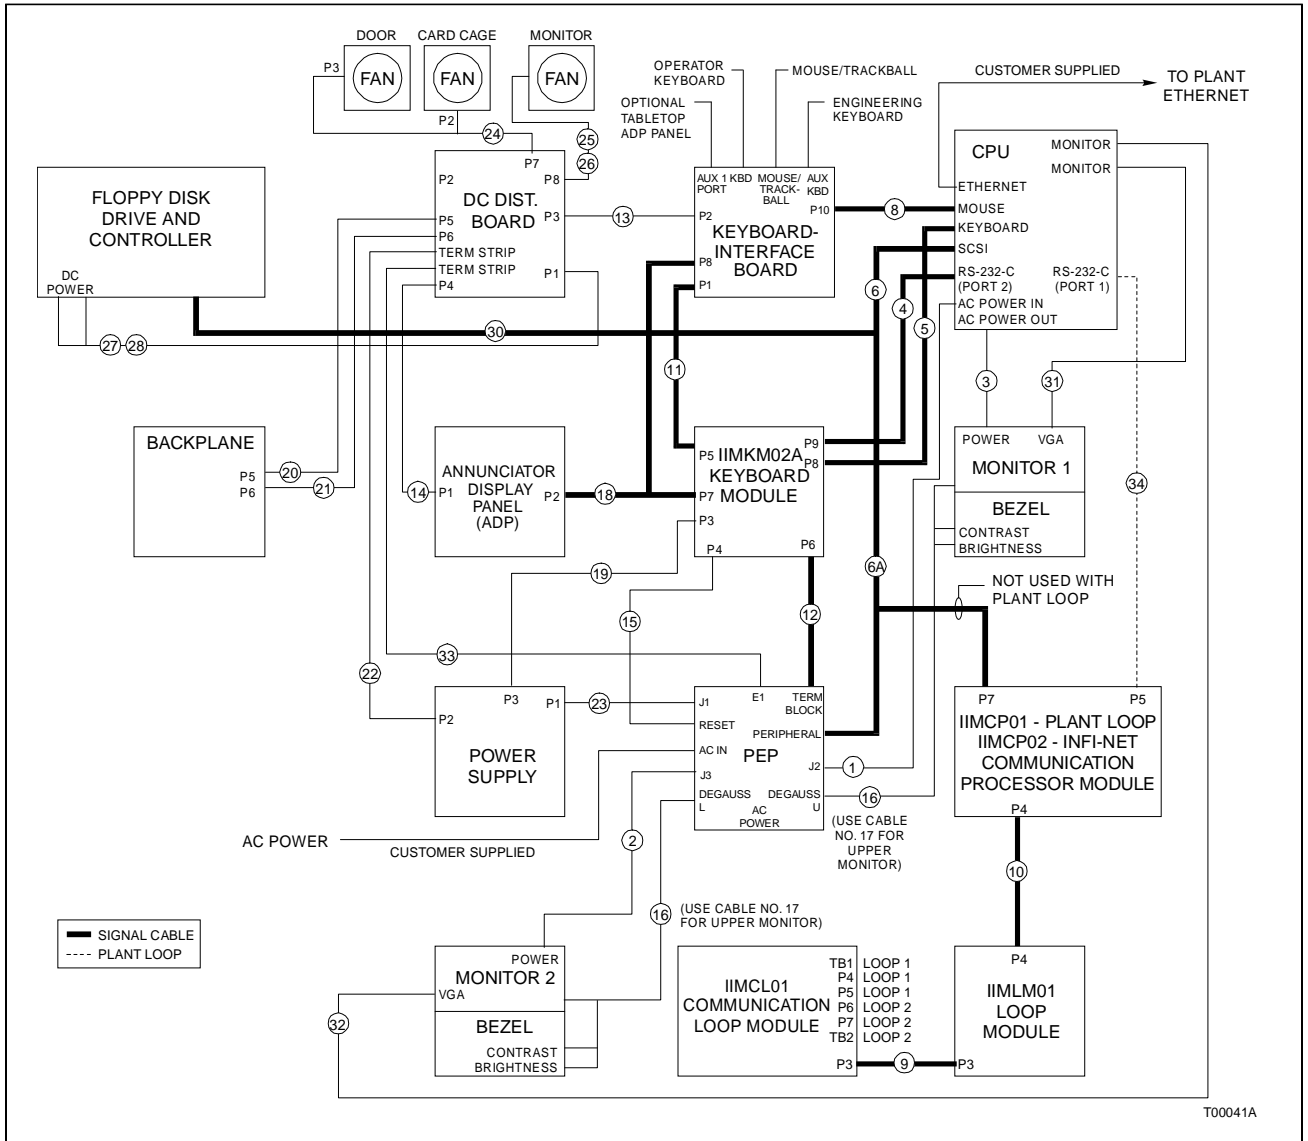 DOOR
CARD CAGE
MONITOR
P3
FAN
FAN
FAN
P2
24
25
26
OPERATOR
KEYBOARD
MOUSE/TRACKBALL
OPTIONAL
TABLETOP
ADP PANEL
ENGINEERING
KEYBOARD
CUSTOMER SUPPLIED
TO PLANT
ETHERNET
FLOPPY DISK
DRIVE AND
CONTROLLER
DC
POWER
27
28
30
P7
P2
P8
DC DIST.
BOARD
P5
P3
P6
TERM STRIP
TERM STRIP
P1
P4
13
AUX 1
PORT
KBD
MOUSE/
TRACK-
BALL
AUX
KBD
P10
P2
KEYBOARD-
INTERFACE
BOARD
P8
P1
8
6
4
5
11
CPU
MONITOR
MONITOR
ETHERNET
MOUSE
KEYBOARD
SCSI
RS-232-C
(PORT 2)
RS-232-C
(PORT 1)
AC POWER IN
AC POWER OUT
3
31
34
BACKPLANE
P5
P6
20
21
14
P1
ANNUNCIATOR
DISPLAY
PANEL
(ADP)
P2
18
P9
P5
IIMKM02A
P8
KEYBOARD
MODULE
P7
P3
P4
P6
POWER
VGA
MONITOR 1
BEZEL
CONTRAST
BRIGHTNESS
19
15
12
6A
NOT USED WITH
PLANT LOOP
33
22
P3
P1
P2
POWER
SUPPLY
23
J1
E1
TERM
BLOCK
RESET
PERIPHERAL
AC IN
PEP
J3
J2
DEGAUSS
L
DEGAUSS
U
AC
POWER
1
16
(USE CABLE
NO. 17 FOR
UPPER
MONITOR)
P7
P5
IIMCP01 - PLANT LOOP
IIMCP02 - INFI-NET
COMMUNICATION
PROCESSOR MODULE
P4
10
AC POWER
CUSTOMER SUPPLIED
2
16
(USE CABLE NO. 17
FOR UPPER MONITOR)
SIGNAL CABLE
PLANT LOOP
POWER
MONITOR 2
VGA
BEZEL
CONTRAST
BRIGHTNESS
32
IIMCL01
COMMUNICATION
LOOP MODULE
TB1 LOOP 1
P4 LOOP 1
P5 LOOP 1
P6 LOOP 2
P7 LOOP 2
TB2 LOOP 2
P3
9
P4
IIMLM01
LOOP
MODULE
P3
T00041A